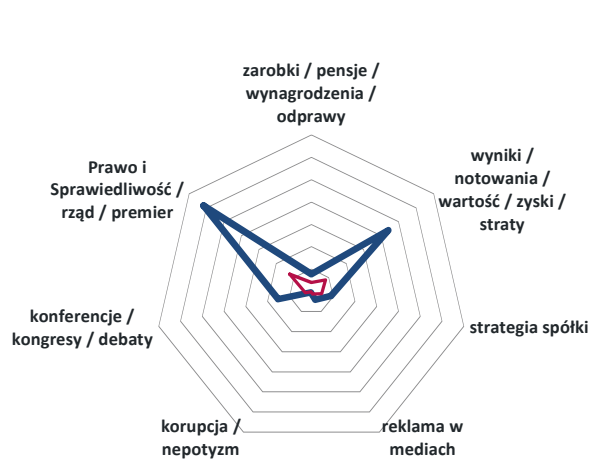 zarobki / pensje /
wynagrodzenia /
odprawy
wyniki /
notowania /
wartość / zyski /
straty
strategia spółki
reklama w
mediach
korupcja /
nepotyzm
konferencje /
kongresy / debaty
Prawo i
Sprawiedliwość /
rząd / premier